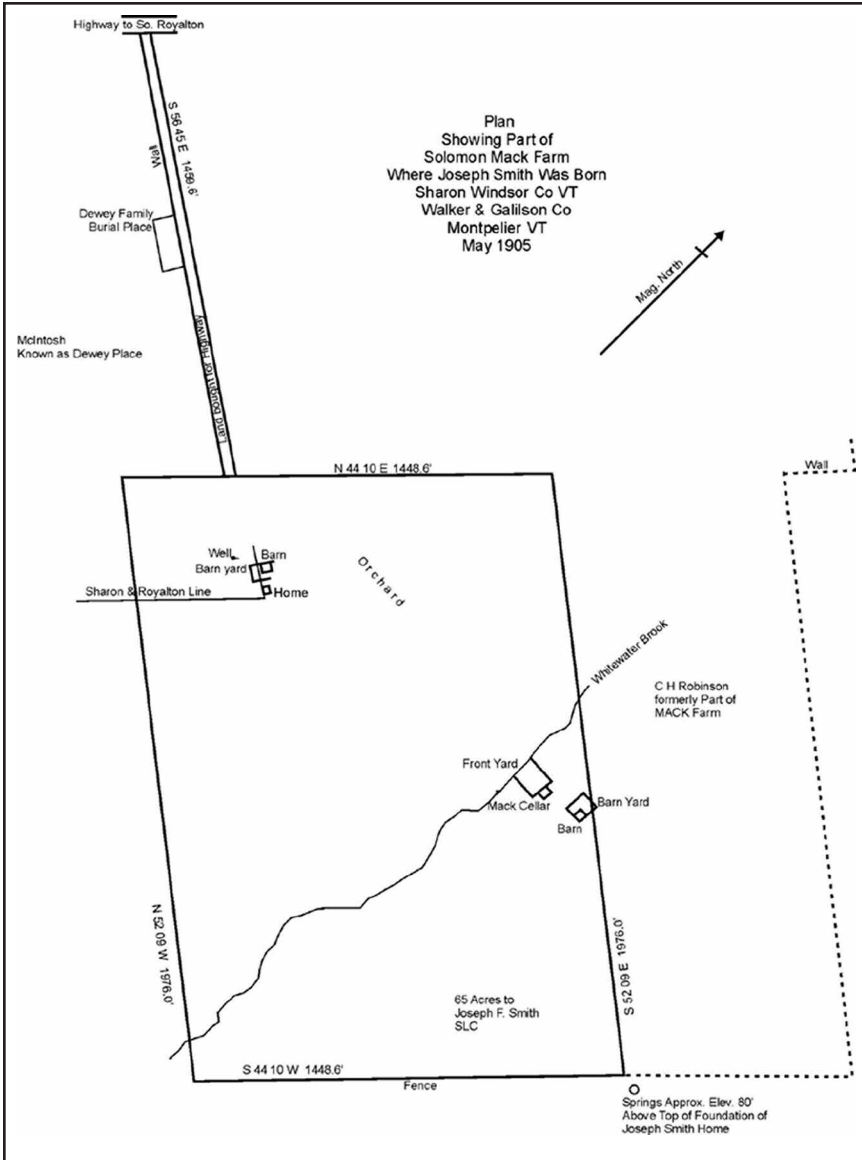 Highway to So. Royalton
S 56 45 E 1459.6'
Wall
Plan
Showing Part of
Solomon Mack Farm
Where Joseph Smith Was Born
Sharon Windsor Co VT
Walker & Galilson Co
Montpelier VT
May 1905
Dewey Family
Burial Place
Mag. North
Land bought for Highway
McIntosh
Known as Dewey Place
N 44 10 E 1448.6'
Wall
Well
Barn
Barn yard
Home
Sharon & Royalton Line
Orchard
Whitewater Brook
C H Robinson
formerly Part of
MACK Farm
Front Yard
Mack Cellar
Barn Yard
Barn
N 52 09 W 1976.0'
S 52 09 E 1976.0'
65 Acres to
Joseph F. Smith
SLC
S 44 10 W 1448.6'
Fence
Springs Approx. Elev. 80'
Above Top of Foundation of
Joseph Smith Home